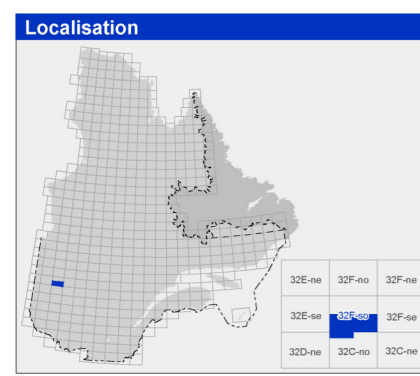 Localisation
32E-ne 32F-no 32F-ne
32E-se 32F-so 32F-se
32D-ne 32C-no 32C-ne